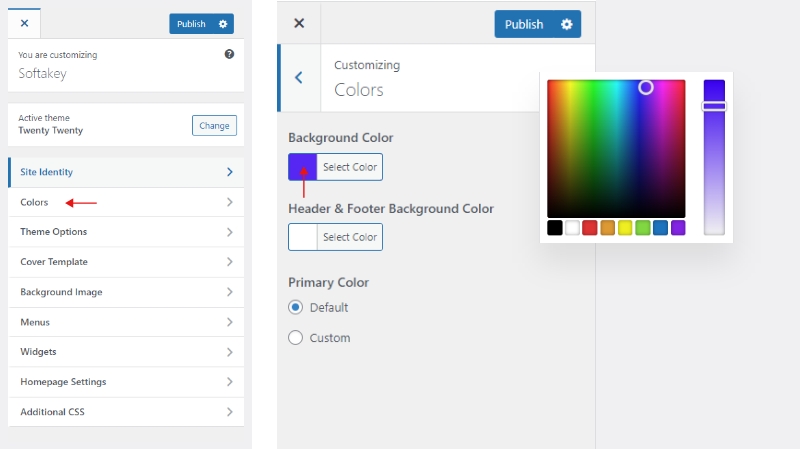 Publish
You are customizing
Softakey
Active theme
Twenty Twenty
Change
Site Identity
Colors
Theme Options
Cover Template
Background Image
Menus
Widgets
Homepage Settings
Additional CSS
Publish
Customizing
Colors
Background Color
Select Color
Header & Footer Background Color
Select Color
Primary Color
Default
Custom